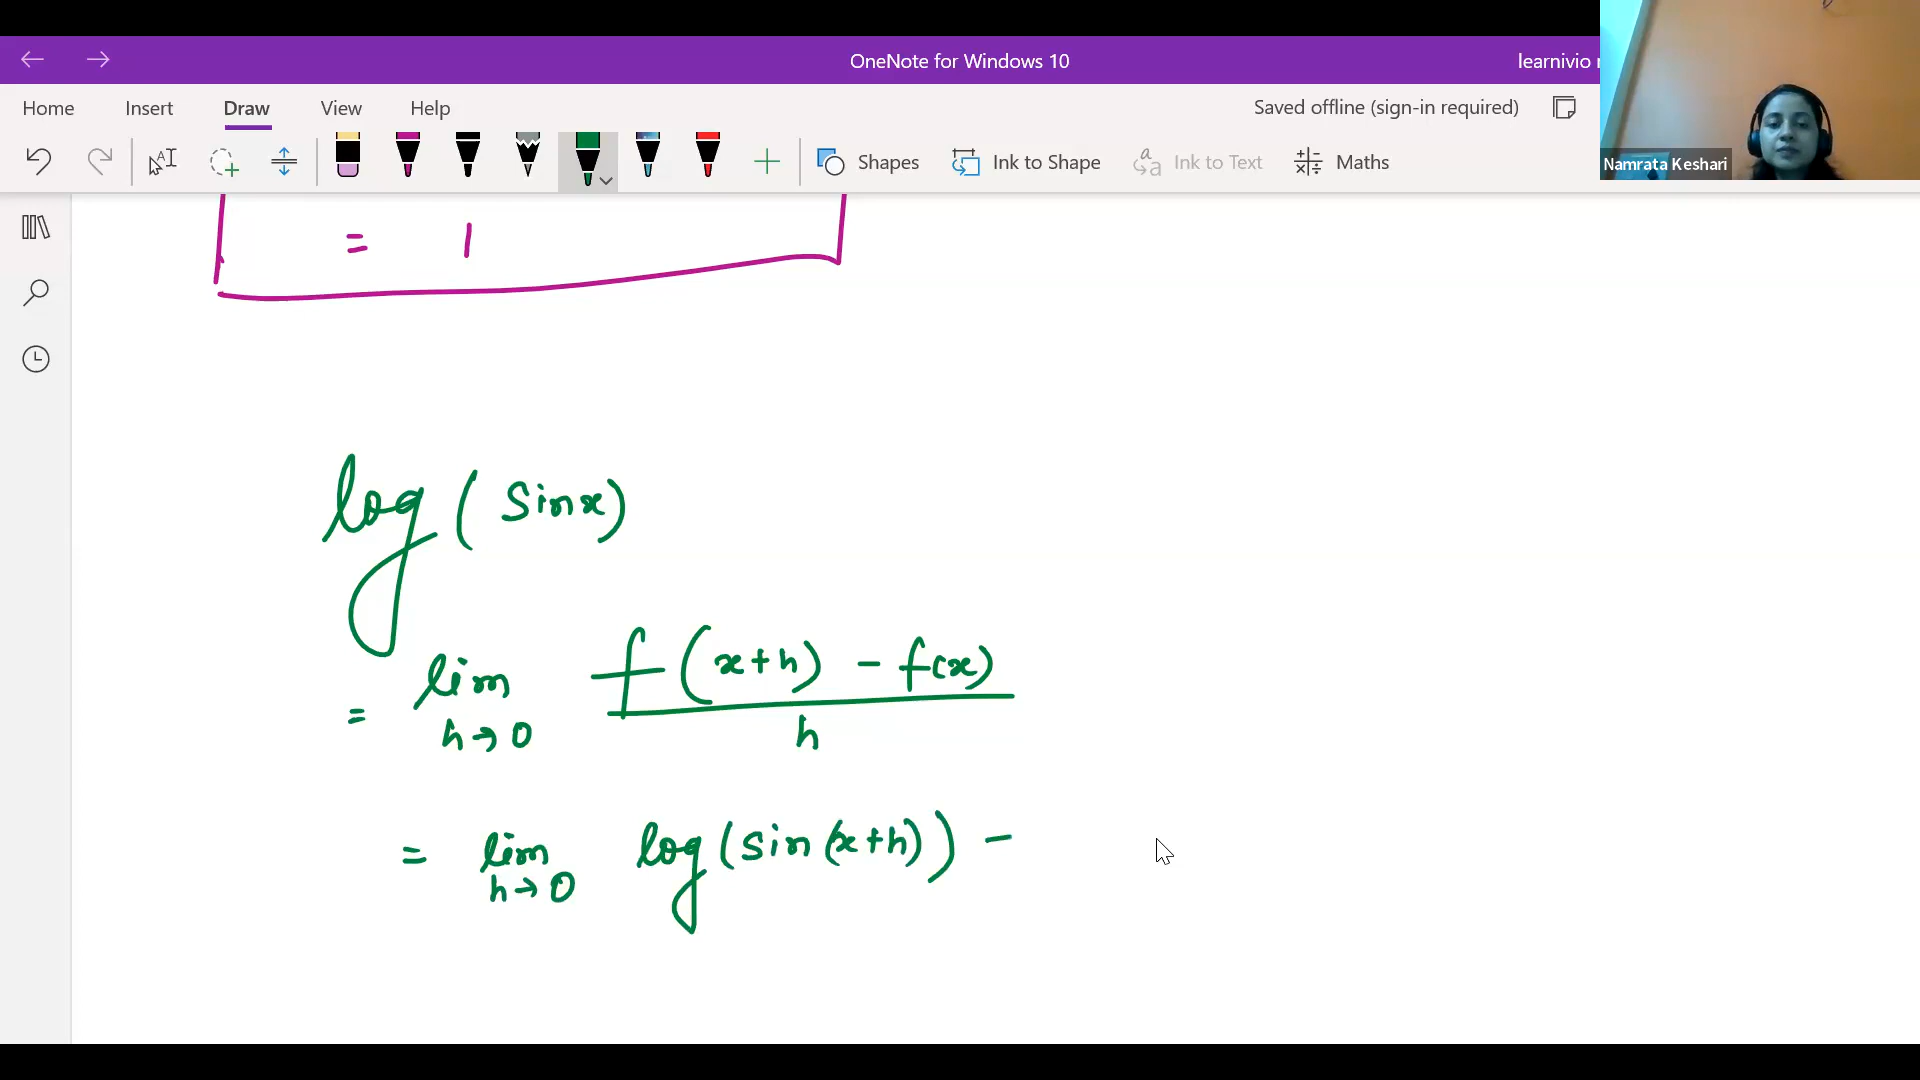 OneNote for Windows 10
learnivio
Home Insert Draw View Help
Saved offline (sign-in required)
Shapes Ink to Shape Ink to Text Maths
Namrata Keshari
= 1
log (sinx)
= lim h→0 f(x+h) - f(x) / h
= lim h→0 log(sin(x+h)) -